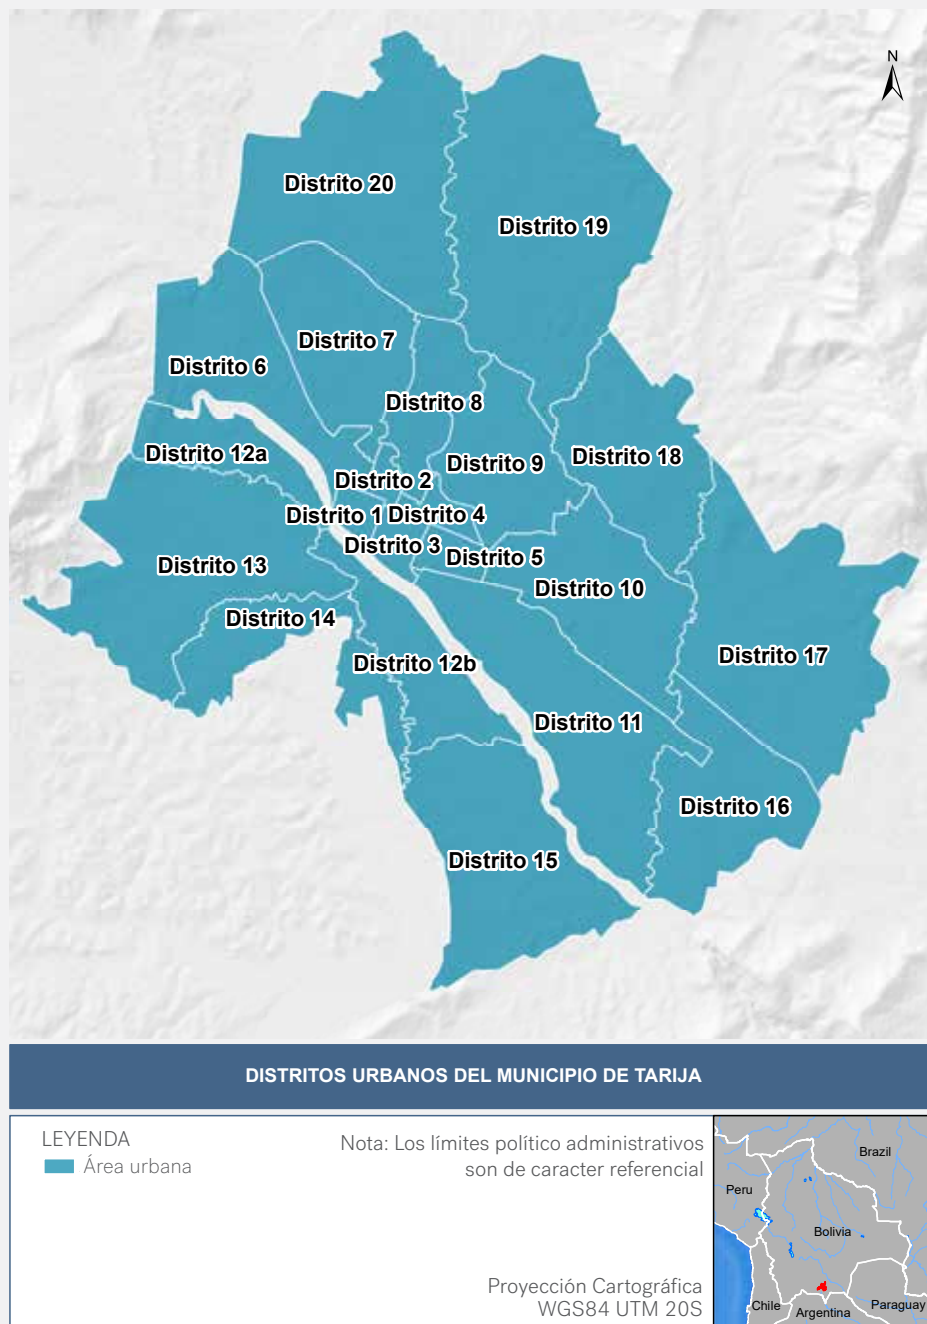 N
Distrito 20
Distrito 19
Distrito 7
Distrito 6
Distrito 8
Distrito 12a
Distrito 9
Distrito 18
Distrito 2
Distrito 1
Distrito 4
Distrito 3
Distrito 5
Distrito 13
Distrito 10
Distrito 14
Distrito 12b
Distrito 17
Distrito 11
Distrito 16
Distrito 15
DISTRITOS URBANOS DEL MUNICIPIO DE TARIJA
LEYENDA
Área urbana
Nota: Los límites político administrativos
son de caracter referencial
Proyección Cartográfica
WGS84 UTM 20S
Brazil
Peru
Bolivia
Chile
Argentina
Paraguay